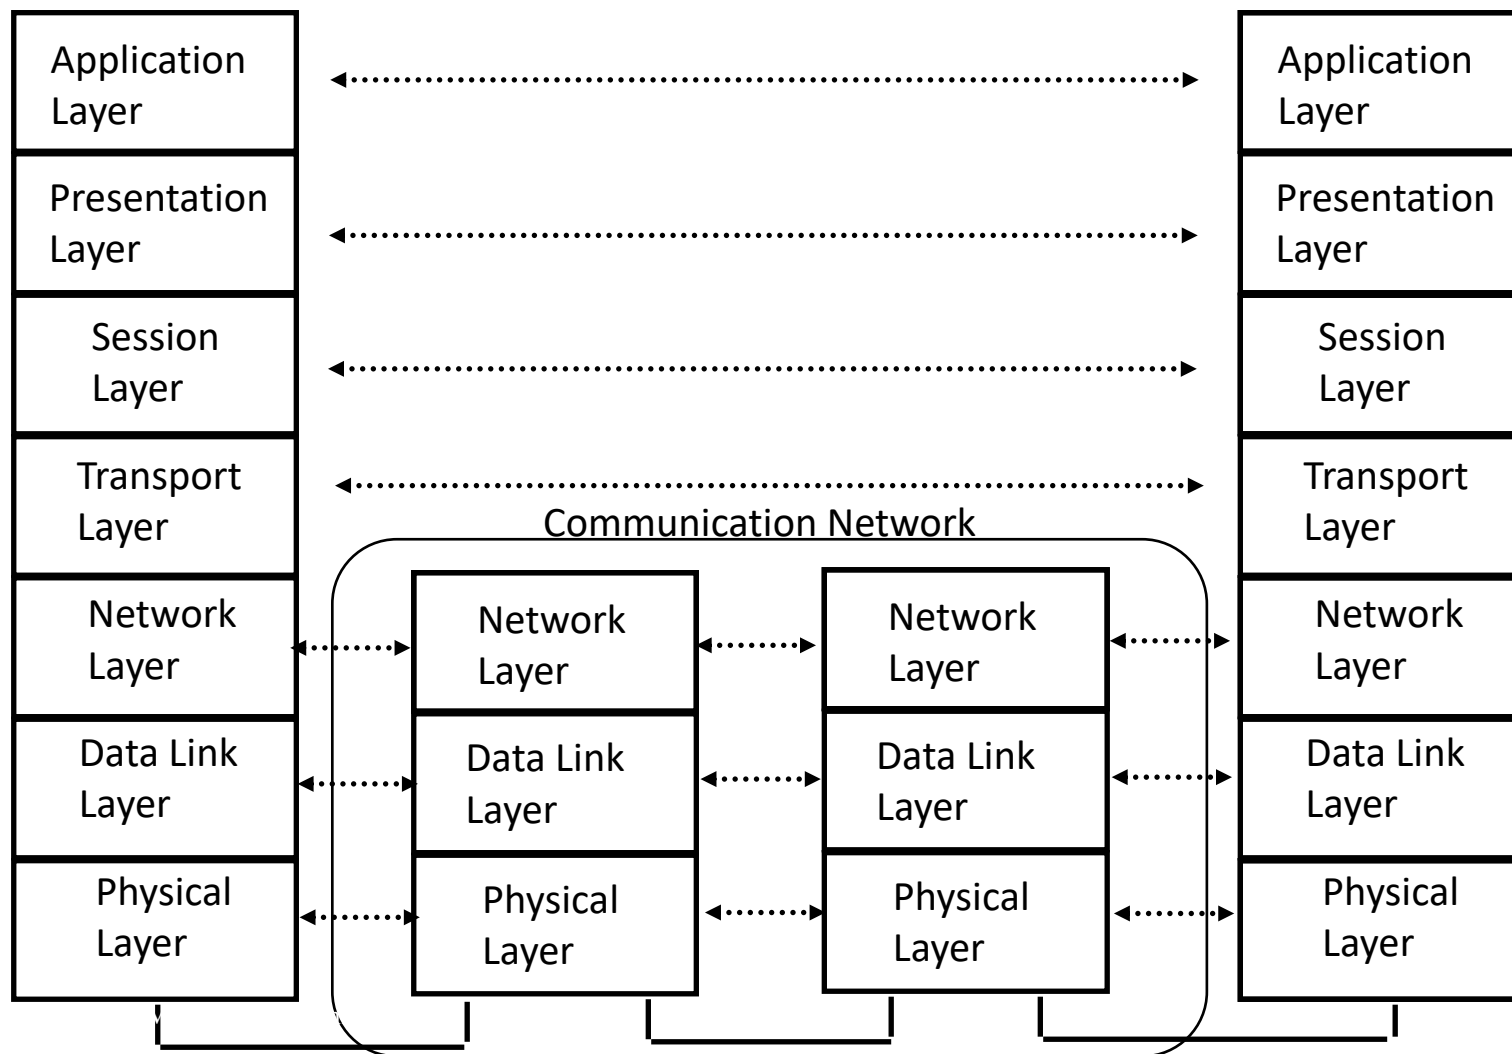 Application
Layer
Presentation
Layer
Session
Layer
Transport
Layer
Network
Layer
Data Link
Layer
Physical
Layer
Communication Network
Network
Layer
Data Link
Layer
Physical
Layer
Network
Layer
Data Link
Layer
Physical
Layer
Application
Layer
Presentation
Layer
Session
Layer
Transport
Layer
Network
Layer
Data Link
Layer
Physical
Layer